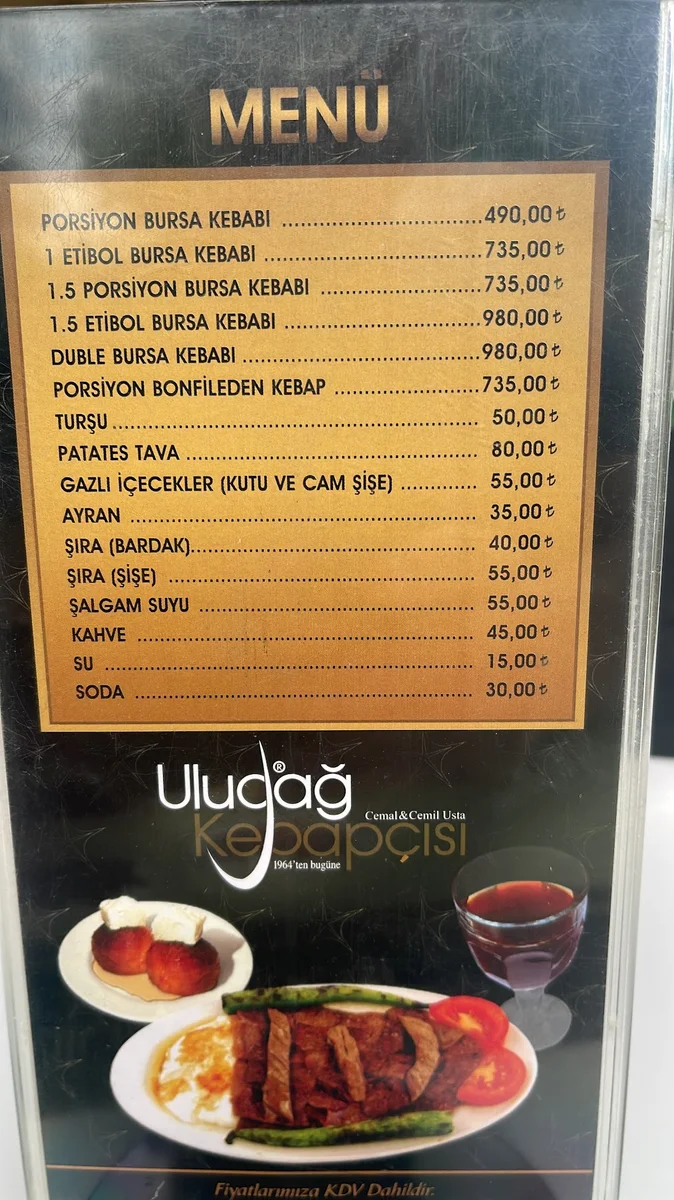 MENÜ
PORSİYON BURSA KEBABI ........................... 490,00 ₺
1 ETİBOL BURSA KEBABI ............................. 735,00 ₺
1.5 PORSİYON BURSA KEBABI .................... 735,00 ₺
1.5 ETİBOL BURSA KEBABI ......................... 980,00 ₺
DUBLE BURSA KEBABI ................................ 980,00 ₺
PORSİYON BONFİLEDEN KEBAP .................. 735,00 ₺
TURŞU ...................................................... 50,00 ₺
PATATES TAVA ........................................... 80,00 ₺
GAZLI İÇECEKLER (KUTU VE CAM ŞİŞE) ........... 55,00 ₺
AYRAN ..................................................... 35,00 ₺
ŞIRA (BARDAK) .......................................... 40,00 ₺
ŞIRA (ŞİŞE) ............................................... 55,00 ₺
ŞALGAM SUYU .......................................... 55,00 ₺
KAHVE ..................................................... 45,00 ₺
SU .......................................................... 15,00 ₺
SODA ...................................................... 30,00 ₺
Uludağ®
Cemal & Cemil Usta
Kebapçısı
1964'ten bugüne
Fiyatlarımıza KDV Dahildir.